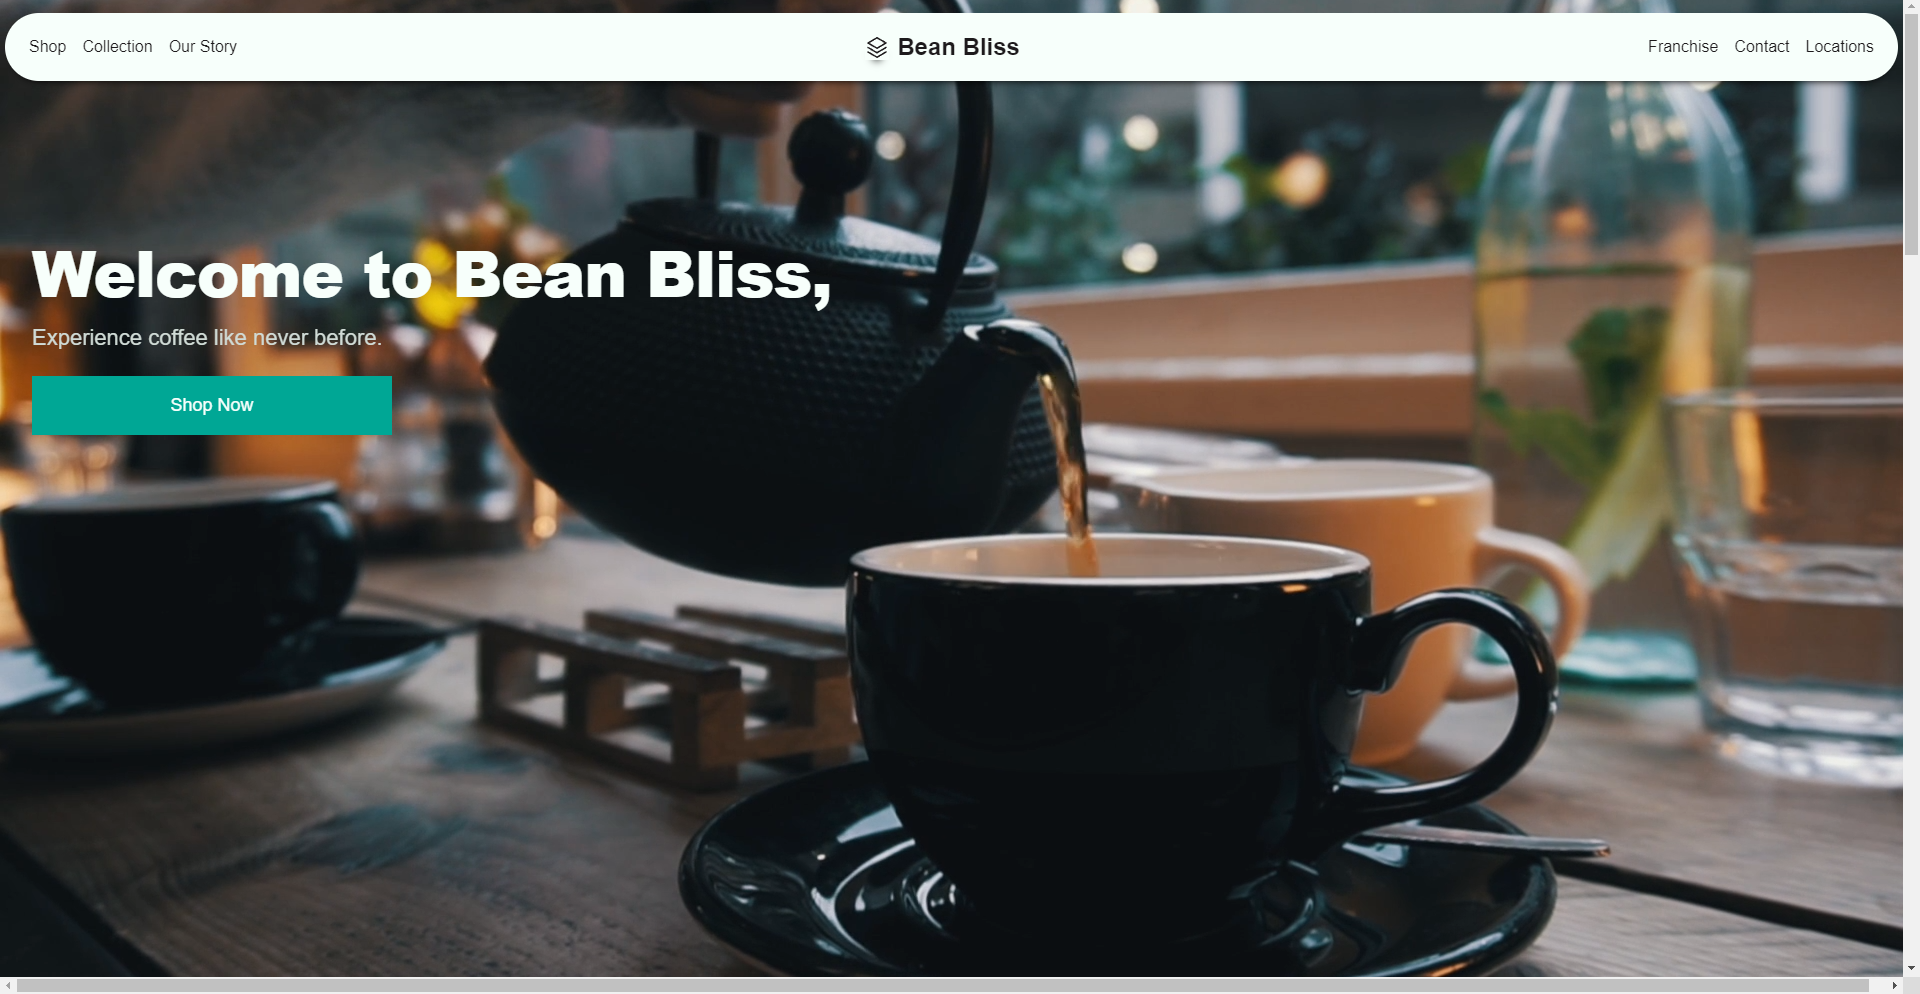 Shop Collection Our Story Bean Bliss Franchise Contact Locations
Welcome to Bean Bliss,
Experience coffee like never before.
Shop Now